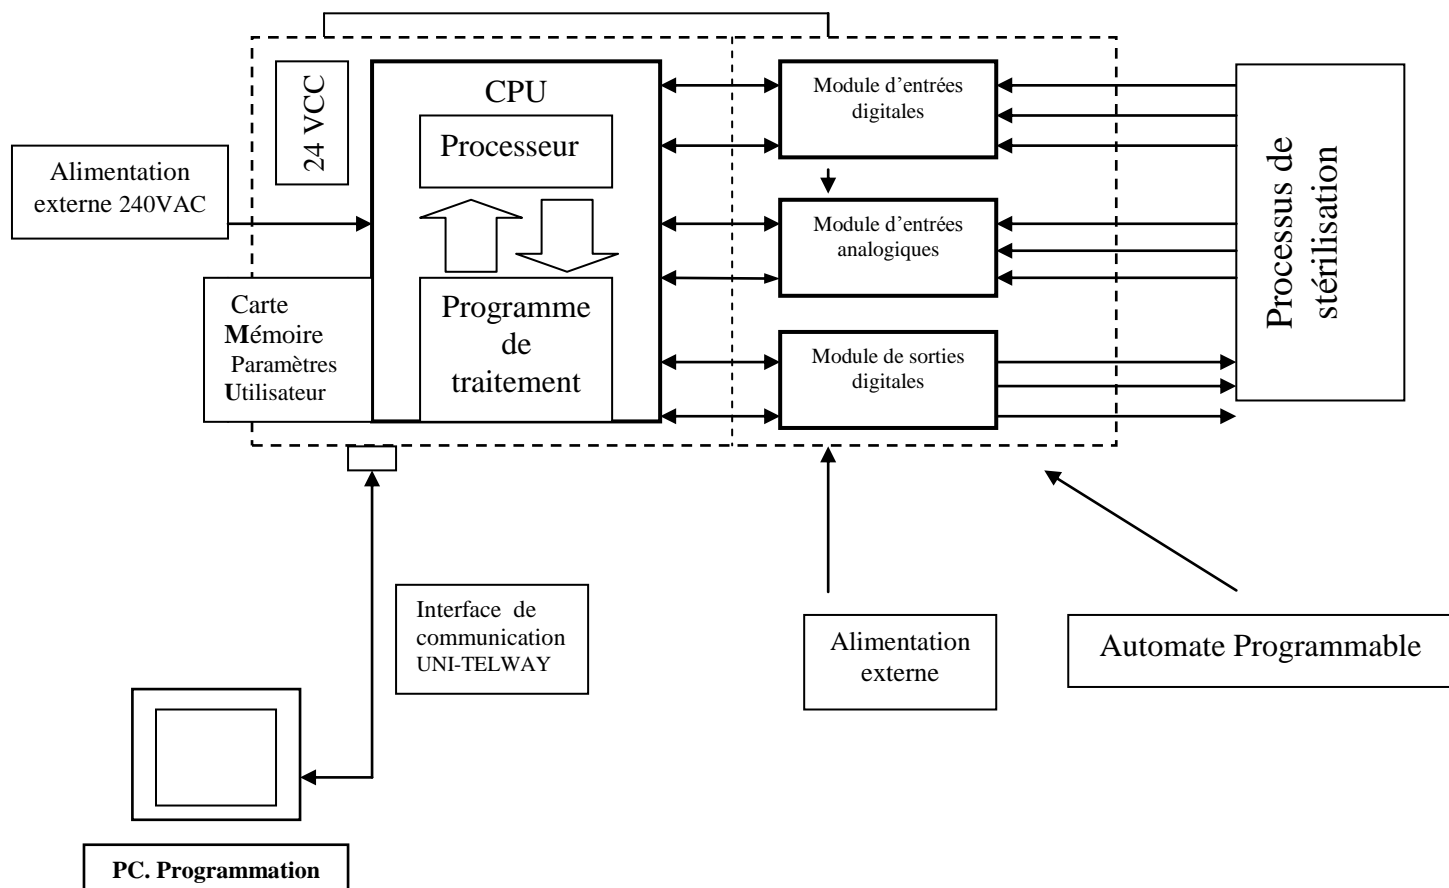 24 VCC
CPU
Processeur
Programme
de
traitement
Alimentation
externe 240VAC
Carte
Mémoire
Paramètres
Utilisateur
Module d’entrées
digitales
Module d’entrées
analogiques
Module de sorties
digitales
Processus de
stérilisation
Interface de
communication
UNI-TELWAY
Alimentation
externe
Automate Programmable
PC. Programmation